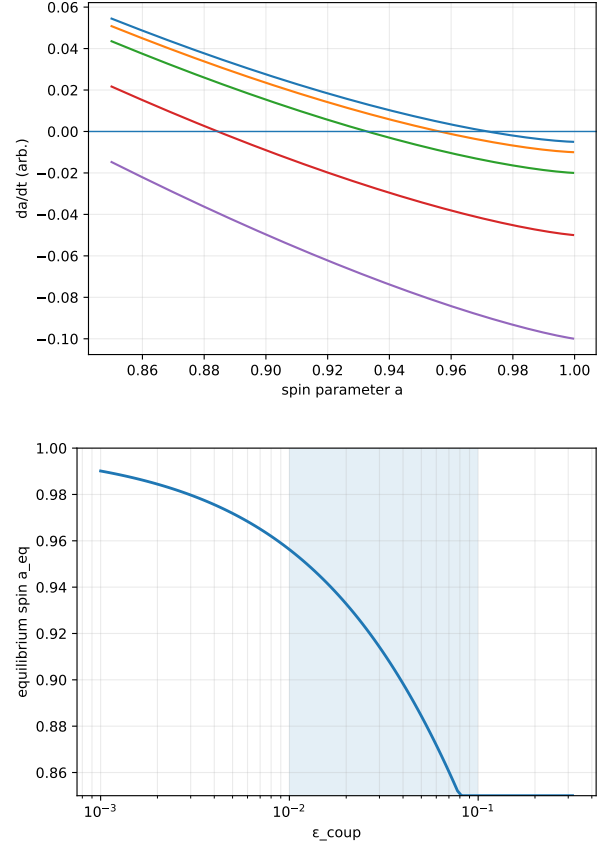 0.06
0.04
0.02
0.00
−0.02
−0.04
−0.06
−0.08
−0.10
da/dt (arb.)
0.86 0.88 0.90 0.92 0.94 0.96 0.98 1.00
spin parameter a
1.00
0.98
0.96
0.94
0.92
0.90
0.88
0.86
equilibrium spin a_eq
10⁻³ 10⁻² 10⁻¹
ε_coup